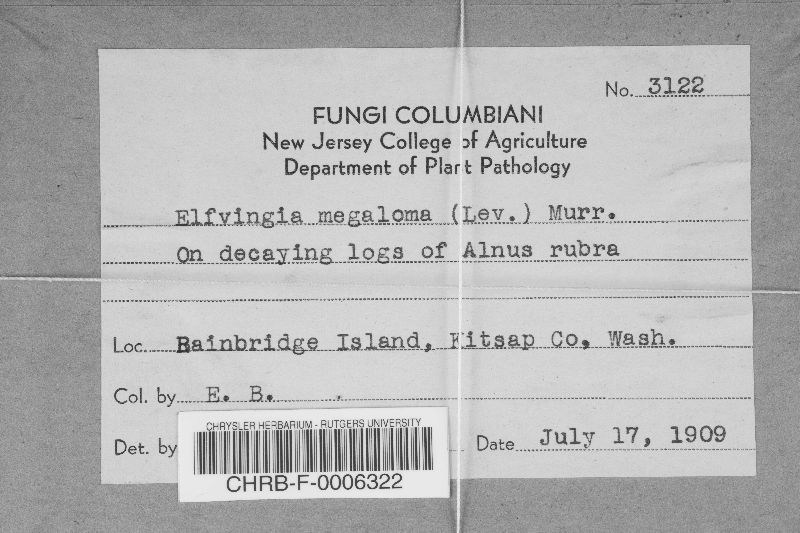 No. 3122
FUNGI COLUMBIANI
New Jersey College of Agriculture
Department of Plant Pathology
Elfvingia megaloma (Lev.) Murr.
On decaying logs of Alnus rubra
Loc. Bainbridge Island, Kitsap Co, Wash.
Col. by E. B.
Det. by
Date July 17, 1909
CHRYSLER HERBARIUM - RUTGERS UNIVERSITY
CHRB-F-0006322